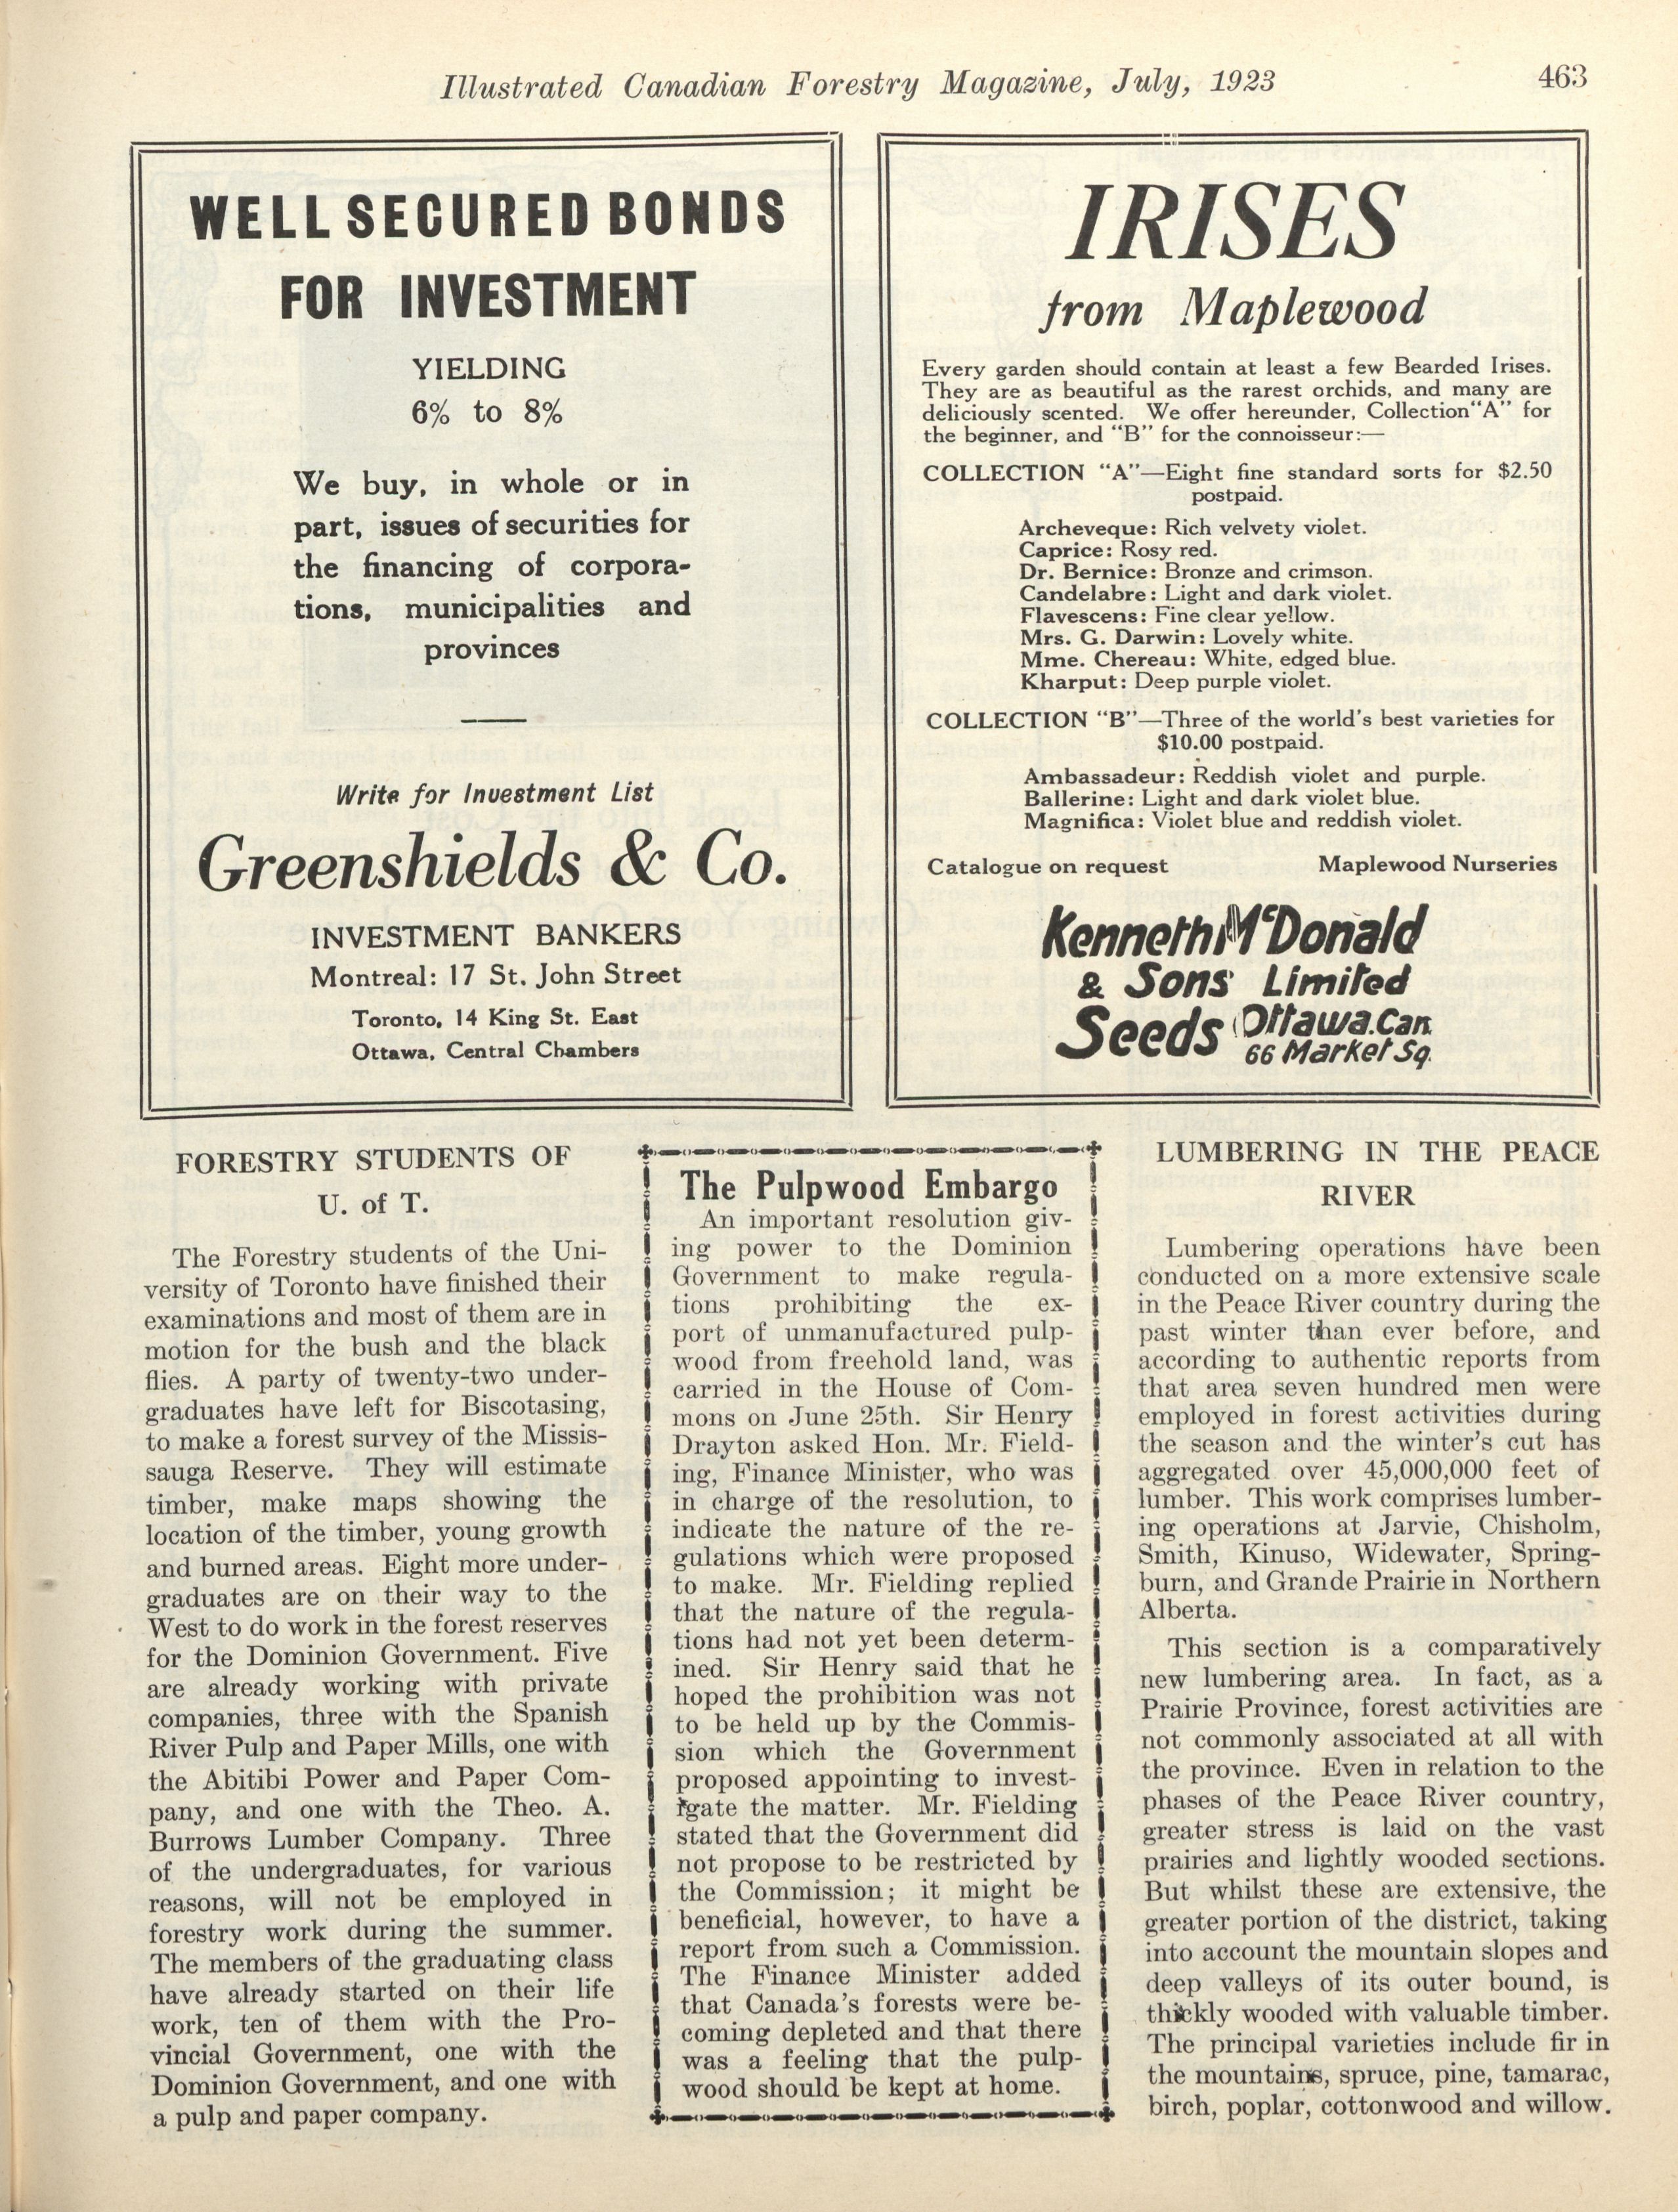 Illustrated Canadian Forestry Magazine, July, 1923
463
WELL SECURED BONDS
FOR INVESTMENT
YIELDING
6% to 8%
We buy, in whole or in
part, issues of securities for
the financing of corpora-
tions, municipalities and
provinces
Write for Investment List
Greenshields & Co.
INVESTMENT BANKERS
Montreal: 17 St. John Street
Toronto, 14 King St. East
Ottawa, Central Chambers
IRISES
from Maplewood
Every garden should contain at least a few Bearded Irises.
They are as beautiful as the rarest orchids, and many are
deliciously scented. We offer hereunder, Collection "A" for
the beginner, and "B" for the connoisseur:—
COLLECTION "A"—Eight fine standard sorts for $2.50
postpaid.
Archeveque: Rich velvety violet.
Caprice: Rosy red.
Dr. Bernice: Bronze and crimson.
Candelabre: Light and dark violet.
Flavescens: Fine clear yellow.
Mrs. G. Darwin: Lovely white.
Mme. Chereau: White, edged blue.
Kharput: Deep purple violet.
COLLECTION "B"—Three of the world's best varieties for
$10.00 postpaid.
Ambassadeur: Reddish violet and purple.
Ballerine: Light and dark violet blue.
Magnifica: Violet blue and reddish violet.
Catalogue on request Maplewood Nurseries
Kenneth McDonald
& Sons Limited
Seeds Ottawa.Can.
66 Market Sq.
FORESTRY STUDENTS OF
U. of T.
The Forestry students of the Uni-
versity of Toronto have finished their
examinations and most of them are in
motion for the bush and the black
flies. A party of twenty-two under-
graduates have left for Biscotasing,
to make a forest survey of the Missis-
sauga Reserve. They will estimate
timber, make maps showing the
location of the timber, young growth
and burned areas. Eight more under-
graduates are on their way to the
West to do work in the forest reserves
for the Dominion Government. Five
are already working with private
companies, three with the Spanish
River Pulp and Paper Mills, one with
the Abitibi Power and Paper Com-
pany, and one with the Theo. A.
Burrows Lumber Company. Three
of the undergraduates, for various
reasons, will not be employed in
forestry work during the summer.
The members of the graduating class
have already started on their life
work, ten of them with the Pro-
vincial Government, one with the
Dominion Government, and one with
a pulp and paper company.
The Pulpwood Embargo
An important resolution giv-
ing power to the Dominion
Government to make regula-
tions prohibiting the ex-
port of unmanufactured pulp-
wood from freehold land, was
carried in the House of Com-
mons on June 25th. Sir Henry
Drayton asked Hon. Mr. Field-
ing, Finance Minister, who was
in charge of the resolution, to
indicate the nature of the re-
gulations which were proposed
to make. Mr. Fielding replied
that the nature of the regula-
tions had not yet been determ-
ined. Sir Henry said that he
hoped the prohibition was not
to be held up by the Commis-
sion which the Government
proposed appointing to invest-
igate the matter. Mr. Fielding
stated that the Government did
not propose to be restricted by
the Commission; it might be
beneficial, however, to have a
report from such a Commission.
The Finance Minister added
that Canada's forests were be-
coming depleted and that there
was a feeling that the pulp-
wood should be kept at home.
LUMBERING IN THE PEACE
RIVER
Lumbering operations have been
conducted on a more extensive scale
in the Peace River country during the
past winter than ever before, and
according to authentic reports from
that area seven hundred men were
employed in forest activities during
the season and the winter's cut has
aggregated over 45,000,000 feet of
lumber. This work comprises lumber-
ing operations at Jarvie, Chisholm,
Smith, Kinuso, Widewater, Spring-
burn, and Grande Prairie in Northern
Alberta.
This section is a comparatively
new lumbering area. In fact, as a
Prairie Province, forest activities are
not commonly associated at all with
the province. Even in relation to the
phases of the Peace River country,
greater stress is laid on the vast
prairies and lightly wooded sections.
But whilst these are extensive, the
greater portion of the district, taking
into account the mountain slopes and
deep valleys of its outer bound, is
thickly wooded with valuable timber.
The principal varieties include fir in
the mountains, spruce, pine, tamarac,
birch, poplar, cottonwood and willow.